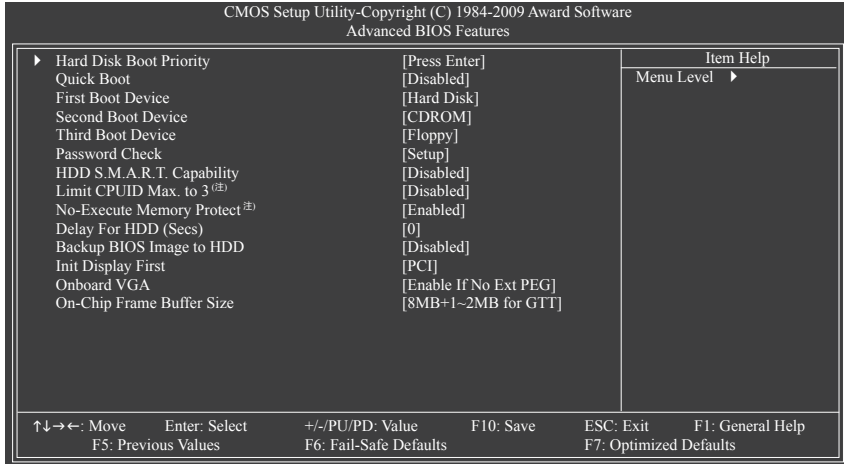 CMOS Setup Utility-Copyright (C) 1984-2009 Award Software
Advanced BIOS Features
Item Help
Menu Level ▶
▶ Hard Disk Boot Priority [Press Enter]
Quick Boot [Disabled]
First Boot Device [Hard Disk]
Second Boot Device [CDROM]
Third Boot Device [Floppy]
Password Check [Setup]
HDD S.M.A.R.T. Capability [Disabled]
Limit CPUID Max. to 3 (注) [Disabled]
No-Execute Memory Protect 注) [Enabled]
Delay For HDD (Secs) [0]
Backup BIOS Image to HDD [Disabled]
Init Display First [PCI]
Onboard VGA [Enable If No Ext PEG]
On-Chip Frame Buffer Size [8MB+1~2MB for GTT]
↑↓→←: Move Enter: Select +/-/PU/PD: Value F10: Save ESC: Exit F1: General Help
F5: Previous Values F6: Fail-Safe Defaults F7: Optimized Defaults